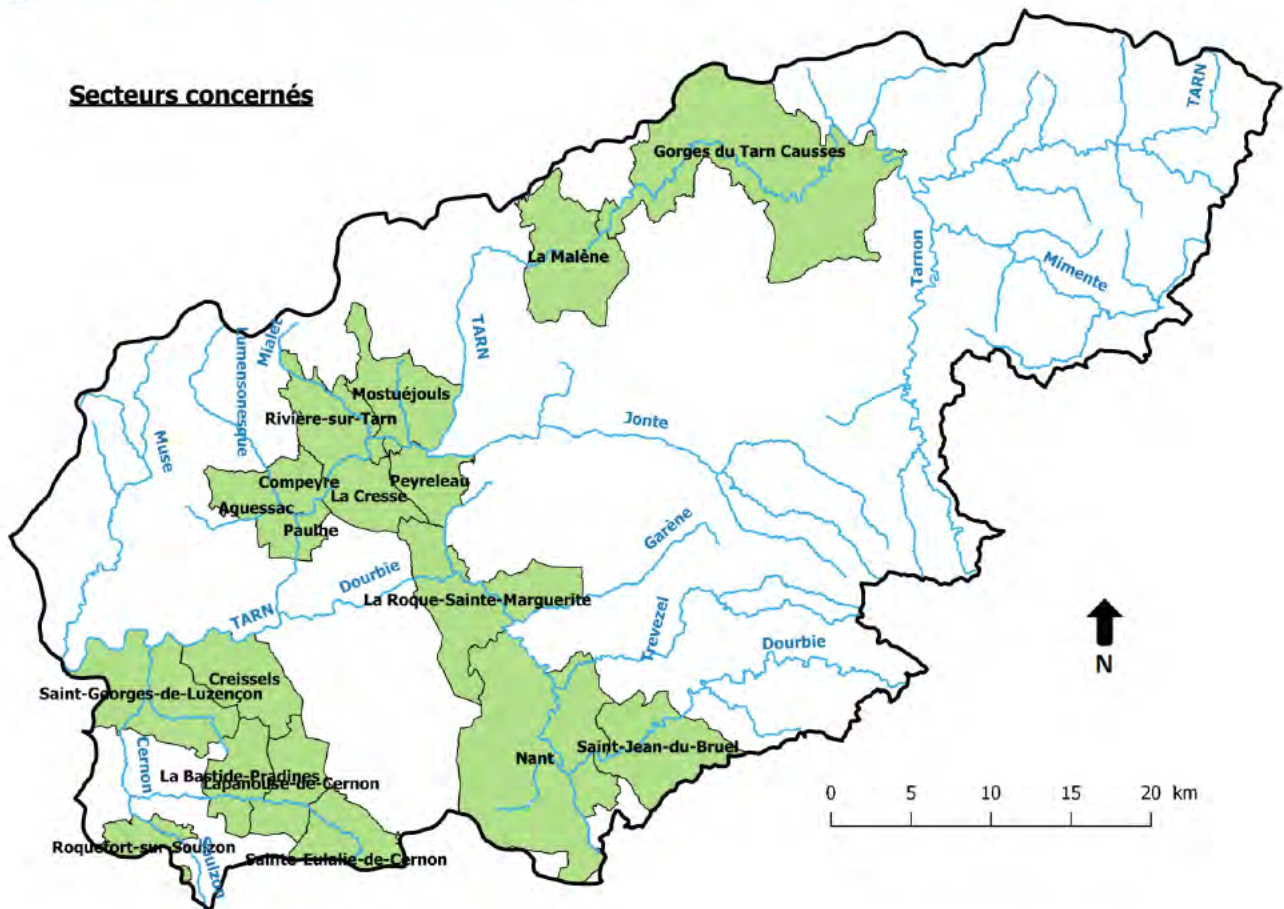 Secteurs concernés
TARN
Gorges du Tarn Causses
La Malène
Tarnon
Mimente
Mialet
Lumensonesque
TARN
Mostuéjouls
Rivière-sur-Tarn
Muse
Jonte
Compeyre
Peyreleau
La Cresse
Aguessac
Paulhe
Garène
Dourbie
La Roque-Sainte-Marguerite
TARN
Trevezel
Dourbie
N
Creissels
Saint-Georges-de-Luzençon
Cernon
Nant
Saint-Jean-du-Bruel
La Bastide-Pradines
Lapanouse-de-Cernon
0 5 10 15 20 km
Roquefort-sur-Soulzon
Soulzon
Sainte-Eulalie-de-Cernon